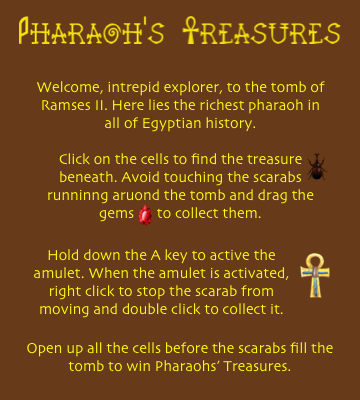 Pharaoh's Treasures
Welcome, intrepid explorer, to the tomb of
Ramses II. Here lies the richest pharaoh in
all of Egyptian history.
Click on the cells to find the treasure
beneath. Avoid touching the scarabs
runninng aruond the tomb and drag the
gems to collect them.
Hold down the A key to active the
amulet. When the amulet is activated,
right click to stop the scarab from
moving and double click to collect it.
Open up all the cells before the scarabs fill the
tomb to win Pharaohs' Treasures.